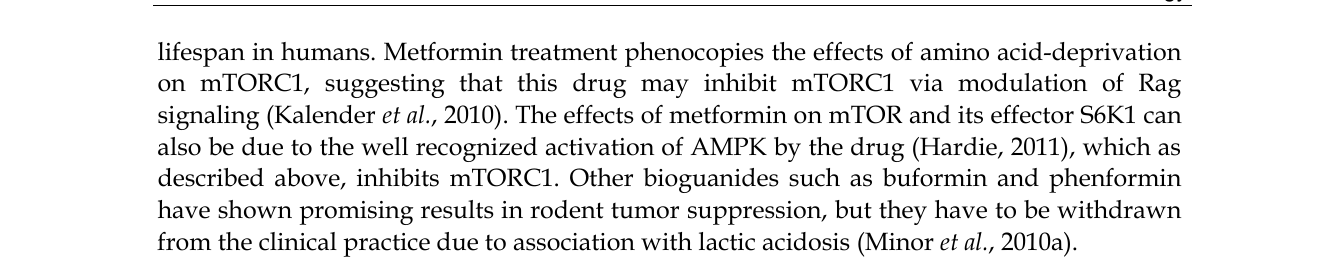 lifespan in humans. Metformin treatment phenocopies the effects of amino acid-deprivation
on mTORC1, suggesting that this drug may inhibit mTORC1 via modulation of Rag
signaling (Kalender et al., 2010). The effects of metformin on mTOR and its effector S6K1 can
also be due to the well recognized activation of AMPK by the drug (Hardie, 2011), which as
described above, inhibits mTORC1. Other bioguanides such as buformin and phenformin
have shown promising results in rodent tumor suppression, but they have to be withdrawn
from the clinical practice due to association with lactic acidosis (Minor et al., 2010a).